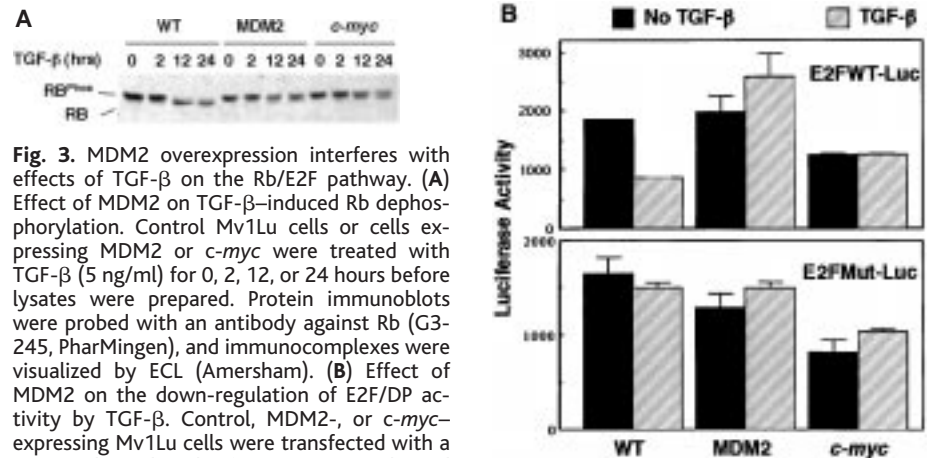 A
WT MDM2 c-myc
TGF-β (hrs) 0 2 12 24 0 2 12 24 0 2 12 24
RB
RB
Fig. 3. MDM2 overexpression interferes with
effects of TGF-β on the Rb/E2F pathway. (A)
Effect of MDM2 on TGF-β–induced Rb dephos-
phorylation. Control Mv1Lu cells or cells ex-
pressing MDM2 or c-myc were treated with
TGF-β (5 ng/ml) for 0, 2, 12, or 24 hours before
lysates were prepared. Protein immunoblots
were probed with an antibody against Rb (G3-
245, PharMingen), and immunocomplexes were
visualized by ECL (Amersham). (B) Effect of
MDM2 on the down-regulation of E2F/DP ac-
tivity by TGF-β. Control, MDM2-, or c-myc–
expressing Mv1Lu cells were transfected with a
B
No TGF-β TGF-β
3000
E2FWT-Luc
2000
1000
0
Luciferase Activity
2000
E2FMut-Luc
1000
0
WT MDM2 c-myc